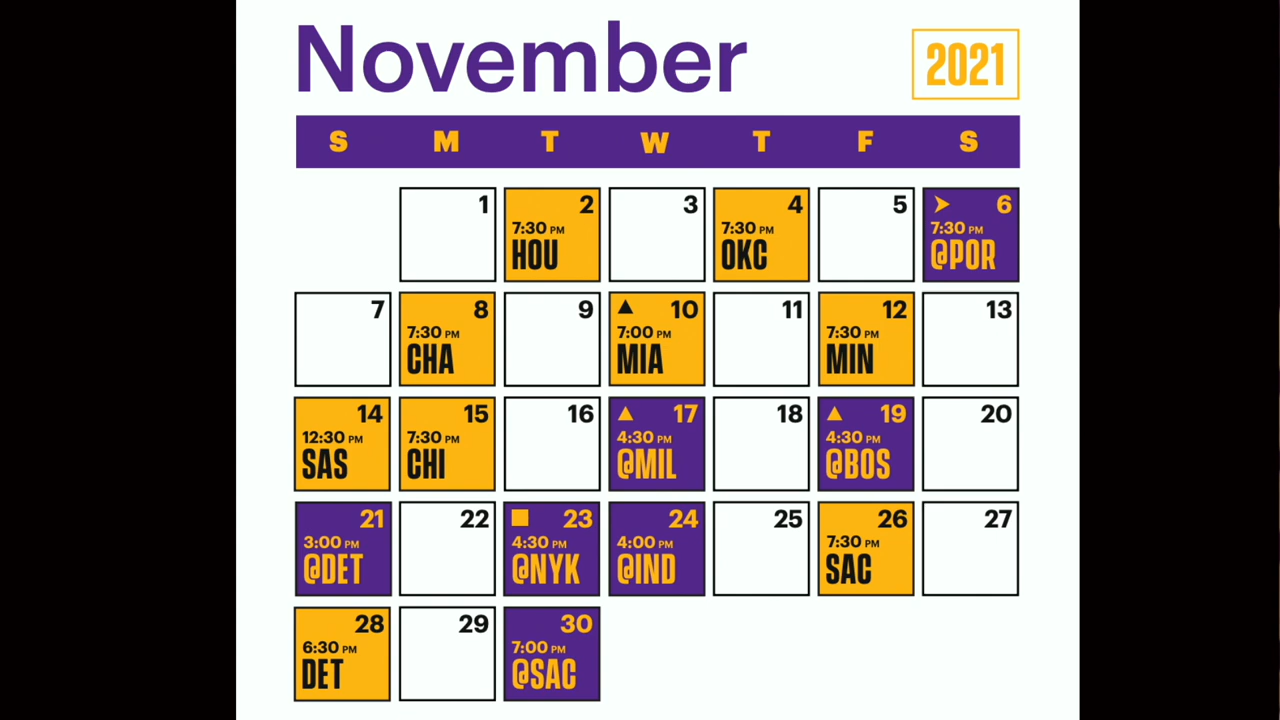 November
2021
S M T W T F S
1
2
7:30 PM
HOU
3
4
7:30 PM
OKC
5
6
7:30 PM
@POR
7
8
7:30 PM
CHA
9
10
7:00 PM
MIA
11
12
7:30 PM
MIN
13
14
12:30 PM
SAS
15
7:30 PM
CHI
16
17
4:30 PM
@MIL
18
19
4:30 PM
@BOS
20
21
3:00 PM
@DET
22
23
4:30 PM
@NYK
24
4:00 PM
@IND
25
26
7:30 PM
SAC
27
28
6:30 PM
DET
29
30
7:00 PM
@SAC